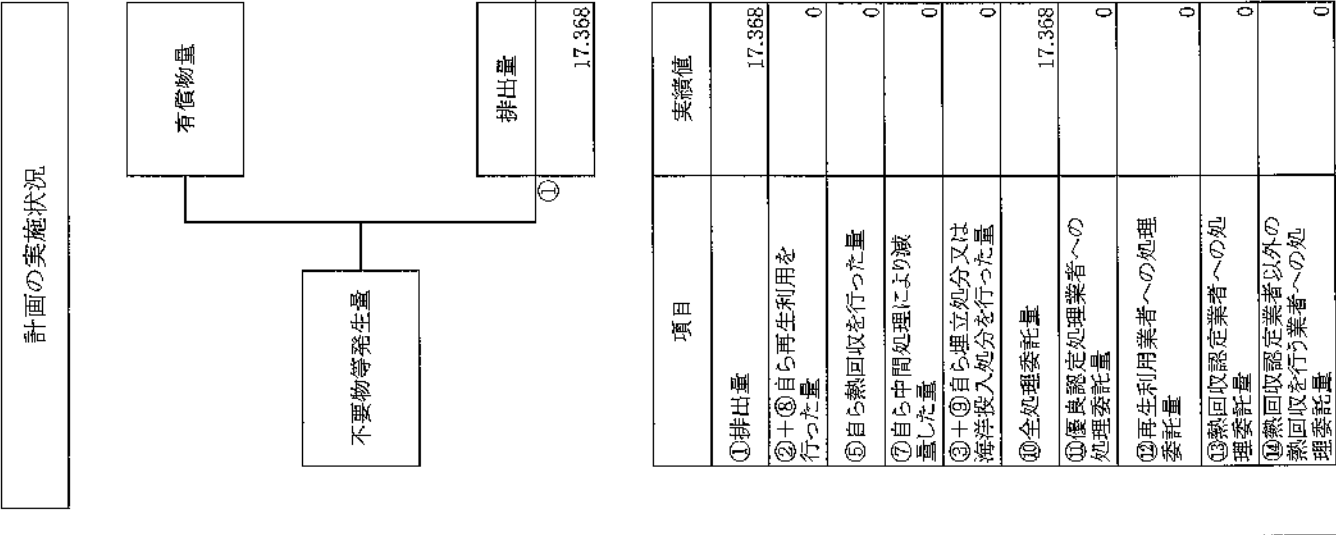 計画の実施状況
有償物量
不要物等発生量
①
排出量
17.368
項目
実績値
①排出量
17.368
②+⑧自ら再生利用を
行った量
0
⑤自ら熱回収を行った量
0
⑦自ら中間処理により減
量した量
0
③+⑨自ら埋立処分又は
海洋投入処分を行った量
0
⑩全処理委託量
17.368
⑪優良認定処理業者への
処理委託量
0
⑫再生利用業者への処理
委託量
0
⑬熱回収認定業者への処
理委託量
0
⑭熱回収認定業者以外の
熱回収を行う業者への処
理委託量
0